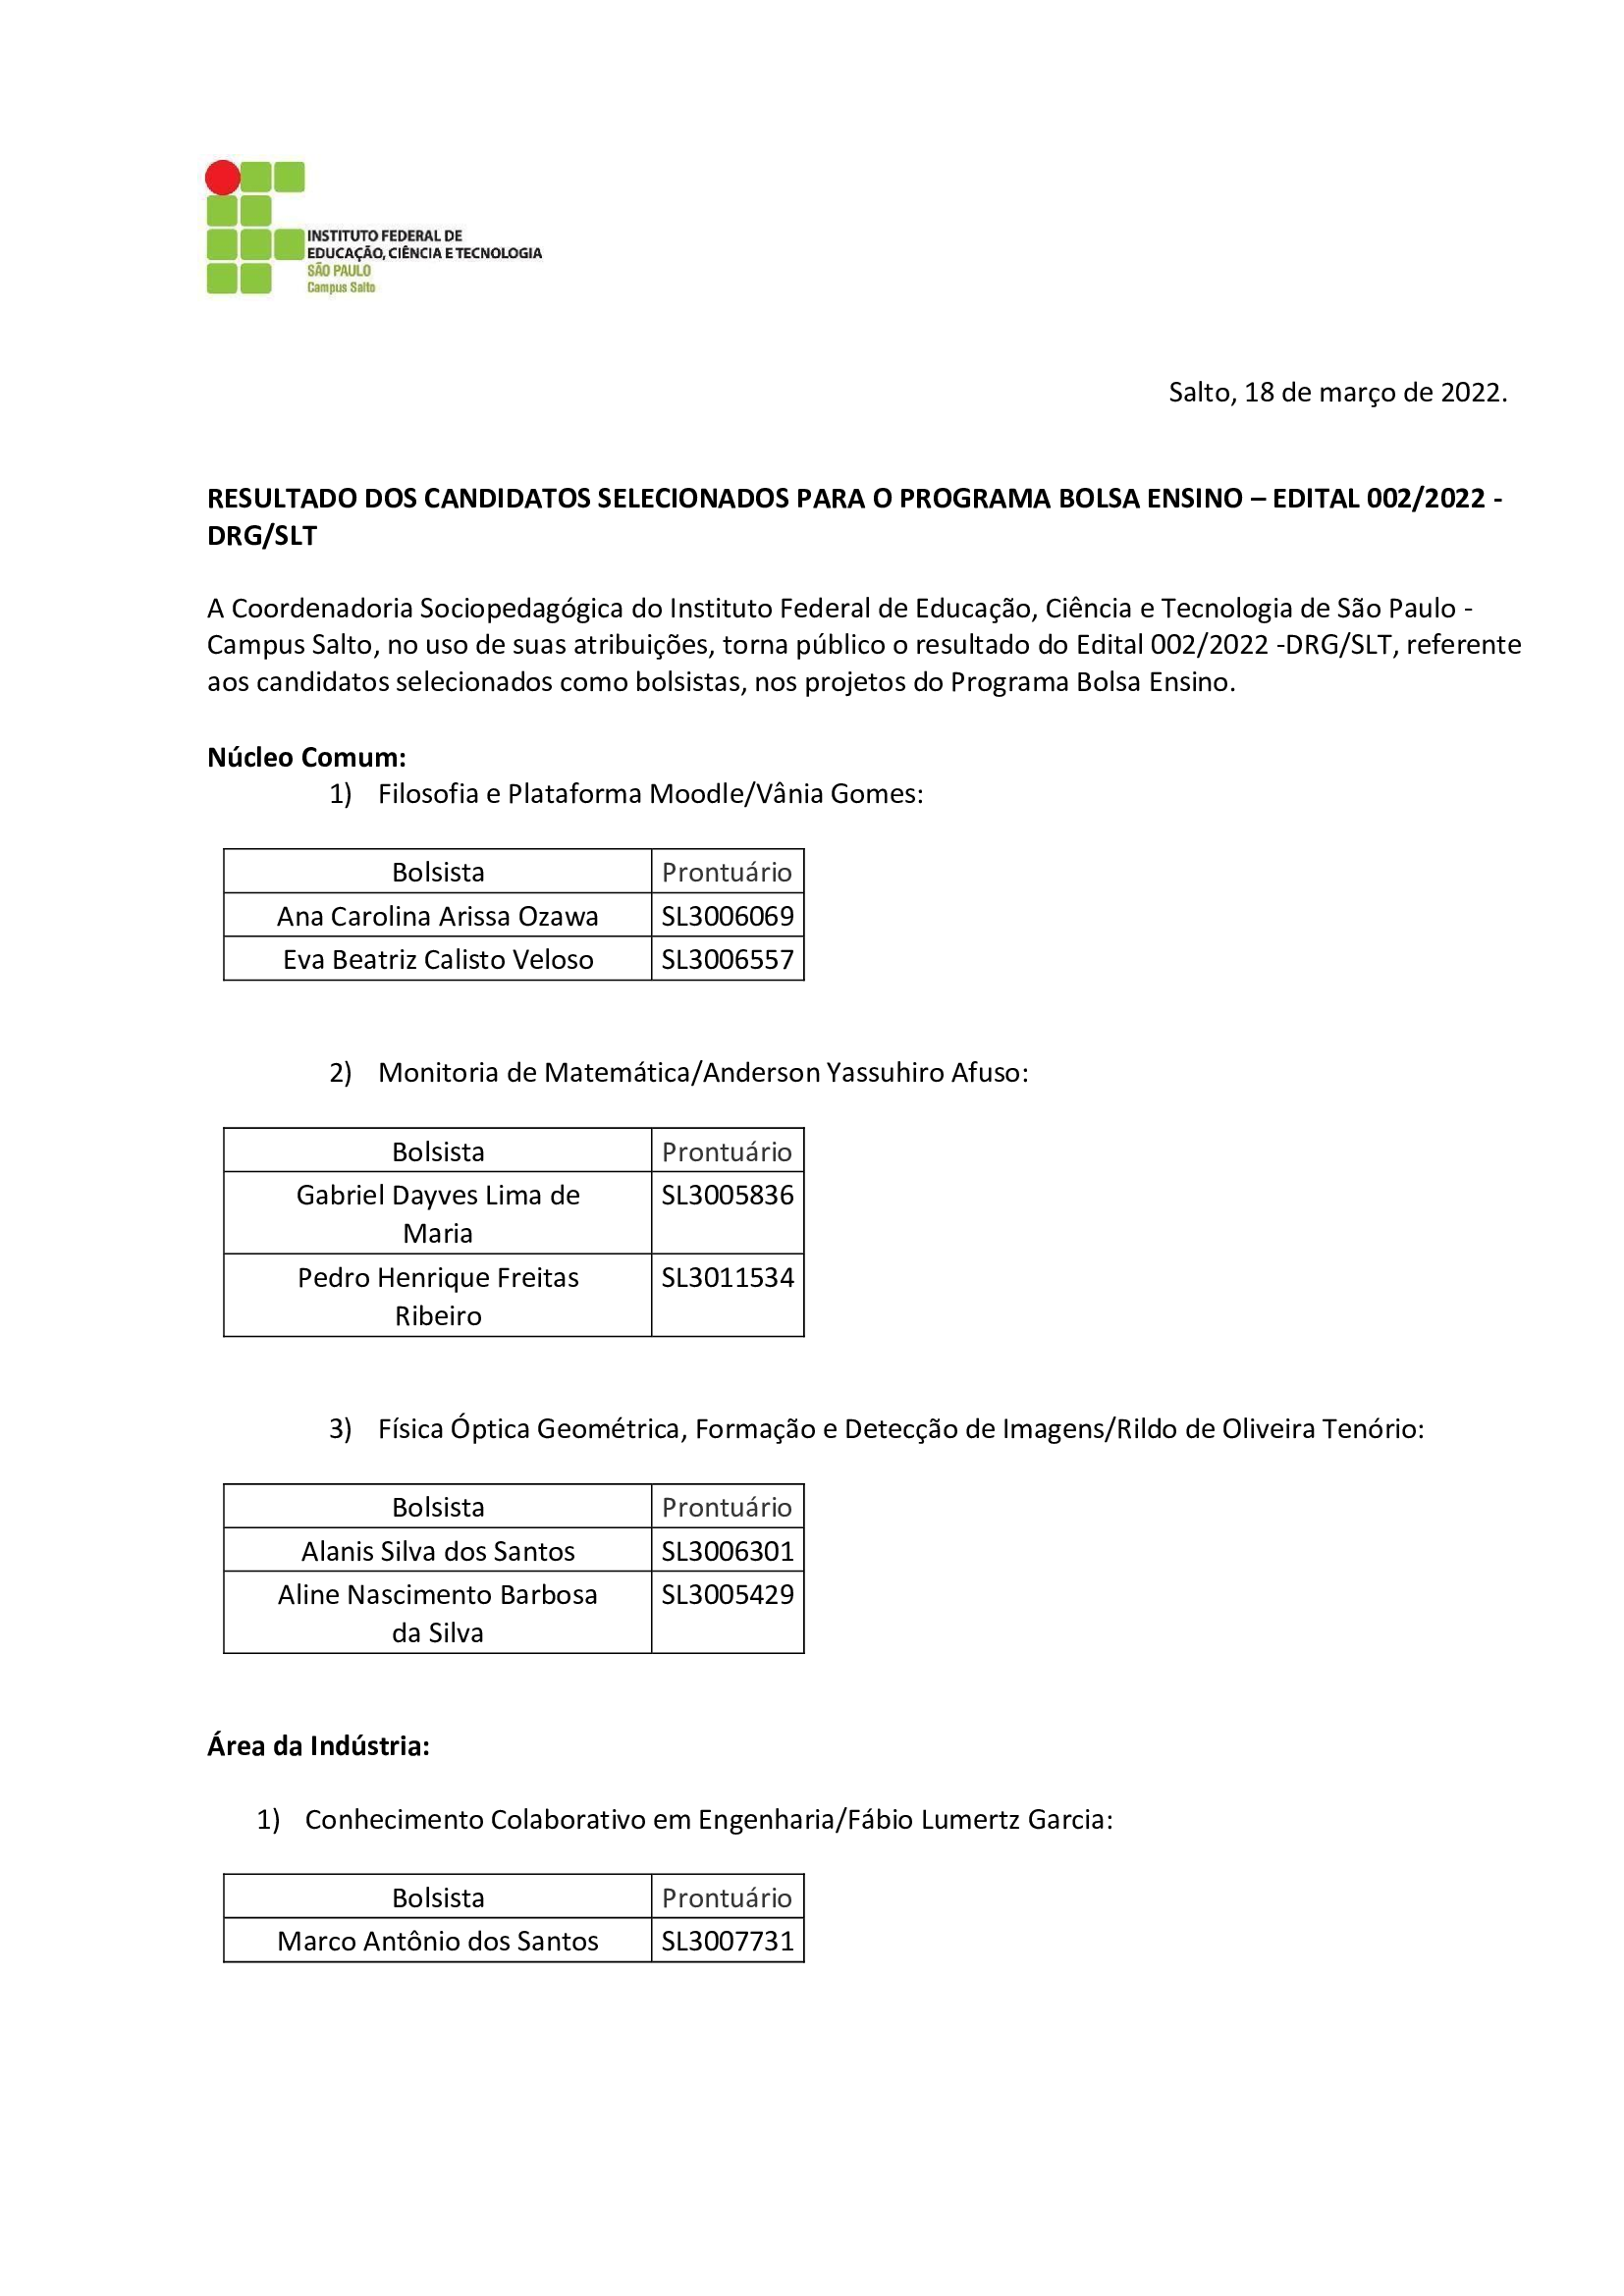 INSTITUTO FEDERAL DE
EDUCAÇÃO, CIÊNCIA E TECNOLOGIA
SÃO PAULO
Campus Salto
Salto, 18 de março de 2022.
RESULTADO DOS CANDIDATOS SELECIONADOS PARA O PROGRAMA BOLSA ENSINO – EDITAL 002/2022 -
DRG/SLT
A Coordenadoria Sociopedagógica do Instituto Federal de Educação, Ciência e Tecnologia de São Paulo -
Campus Salto, no uso de suas atribuições, torna público o resultado do Edital 002/2022 -DRG/SLT, referente
aos candidatos selecionados como bolsistas, nos projetos do Programa Bolsa Ensino.
Núcleo Comum:
1) Filosofia e Plataforma Moodle/Vânia Gomes:
Bolsista Prontuário
Ana Carolina Arissa Ozawa SL3006069
Eva Beatriz Calisto Veloso SL3006557
2) Monitoria de Matemática/Anderson Yassuhiro Afuso:
Bolsista Prontuário
Gabriel Dayves Lima de SL3005836
Maria
Pedro Henrique Freitas SL3011534
Ribeiro
3) Física Óptica Geométrica, Formação e Detecção de Imagens/Rildo de Oliveira Tenório:
Bolsista Prontuário
Alanis Silva dos Santos SL3006301
Aline Nascimento Barbosa SL3005429
da Silva
Área da Indústria:
1) Conhecimento Colaborativo em Engenharia/Fábio Lumertz Garcia:
Bolsista Prontuário
Marco Antônio dos Santos SL3007731